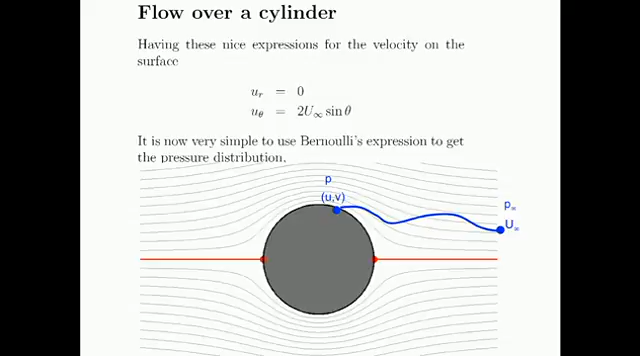 Flow over a cylinder
Having these nice expressions for the velocity on the
surface
u_r = 0
u_θ = 2U_∞ sin θ
It is now very simple to use Bernoulli's expression to get
the pressure distribution.
p
(u,v)
p_∞
U_∞